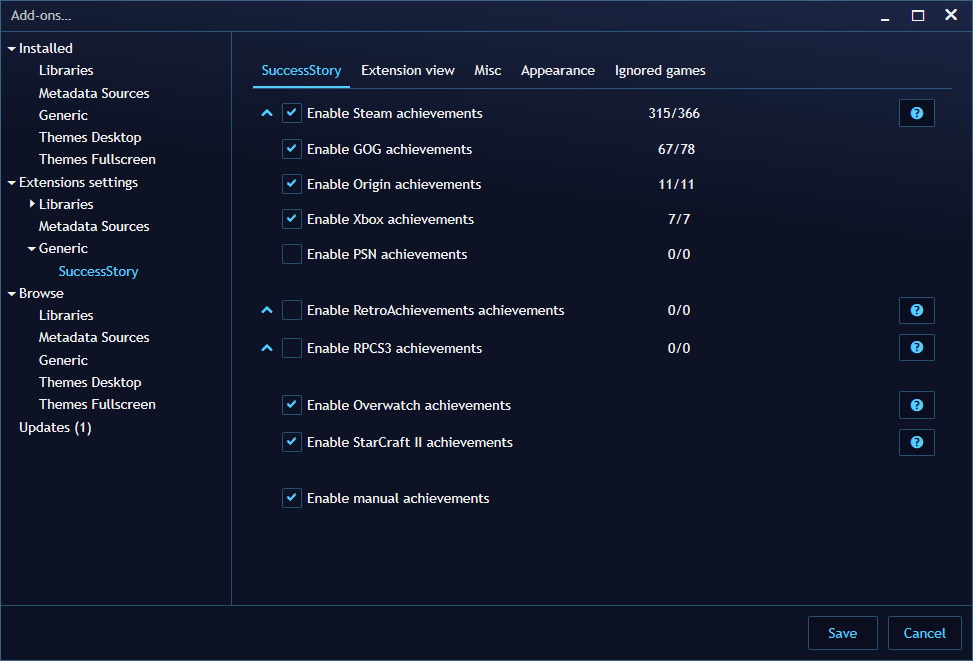 Add-ons...
Installed
Libraries
Metadata Sources
Generic
Themes Desktop
Themes Fullscreen
Extensions settings
Libraries
Metadata Sources
Generic
SuccessStory
Browse
Libraries
Metadata Sources
Generic
Themes Desktop
Themes Fullscreen
Updates (1)
SuccessStory Extension view Misc Appearance Ignored games
Enable Steam achievements 315/366 ?
Enable GOG achievements 67/78
Enable Origin achievements 11/11
Enable Xbox achievements 7/7
Enable PSN achievements 0/0
Enable RetroAchievements achievements 0/0 ?
Enable RPCS3 achievements 0/0 ?
Enable Overwatch achievements ?
Enable StarCraft II achievements ?
Enable manual achievements
Save Cancel